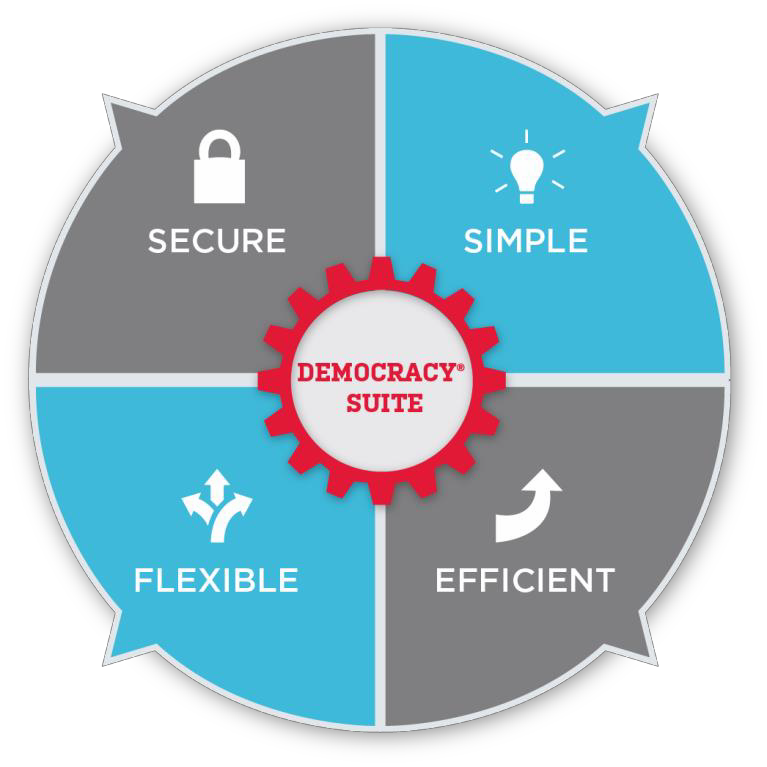 SECURE
SIMPLE
DEMOCRACY®
SUITE
FLEXIBLE
EFFICIENT